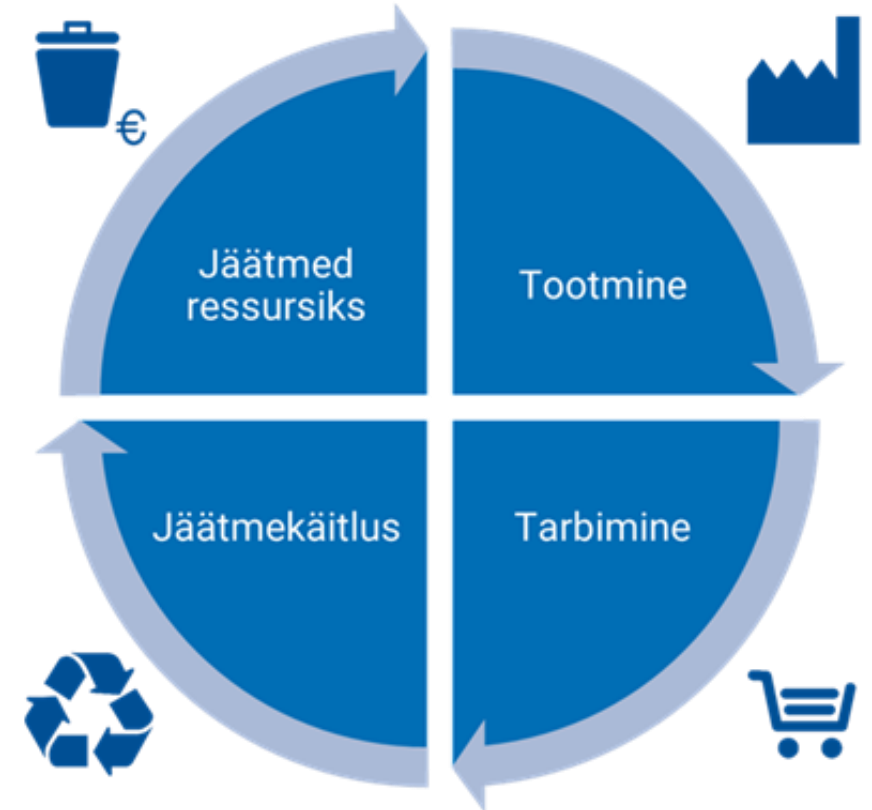 €
Jäätmed
ressursiks
Tootmine
Jäätmekäitlus
Tarbimine